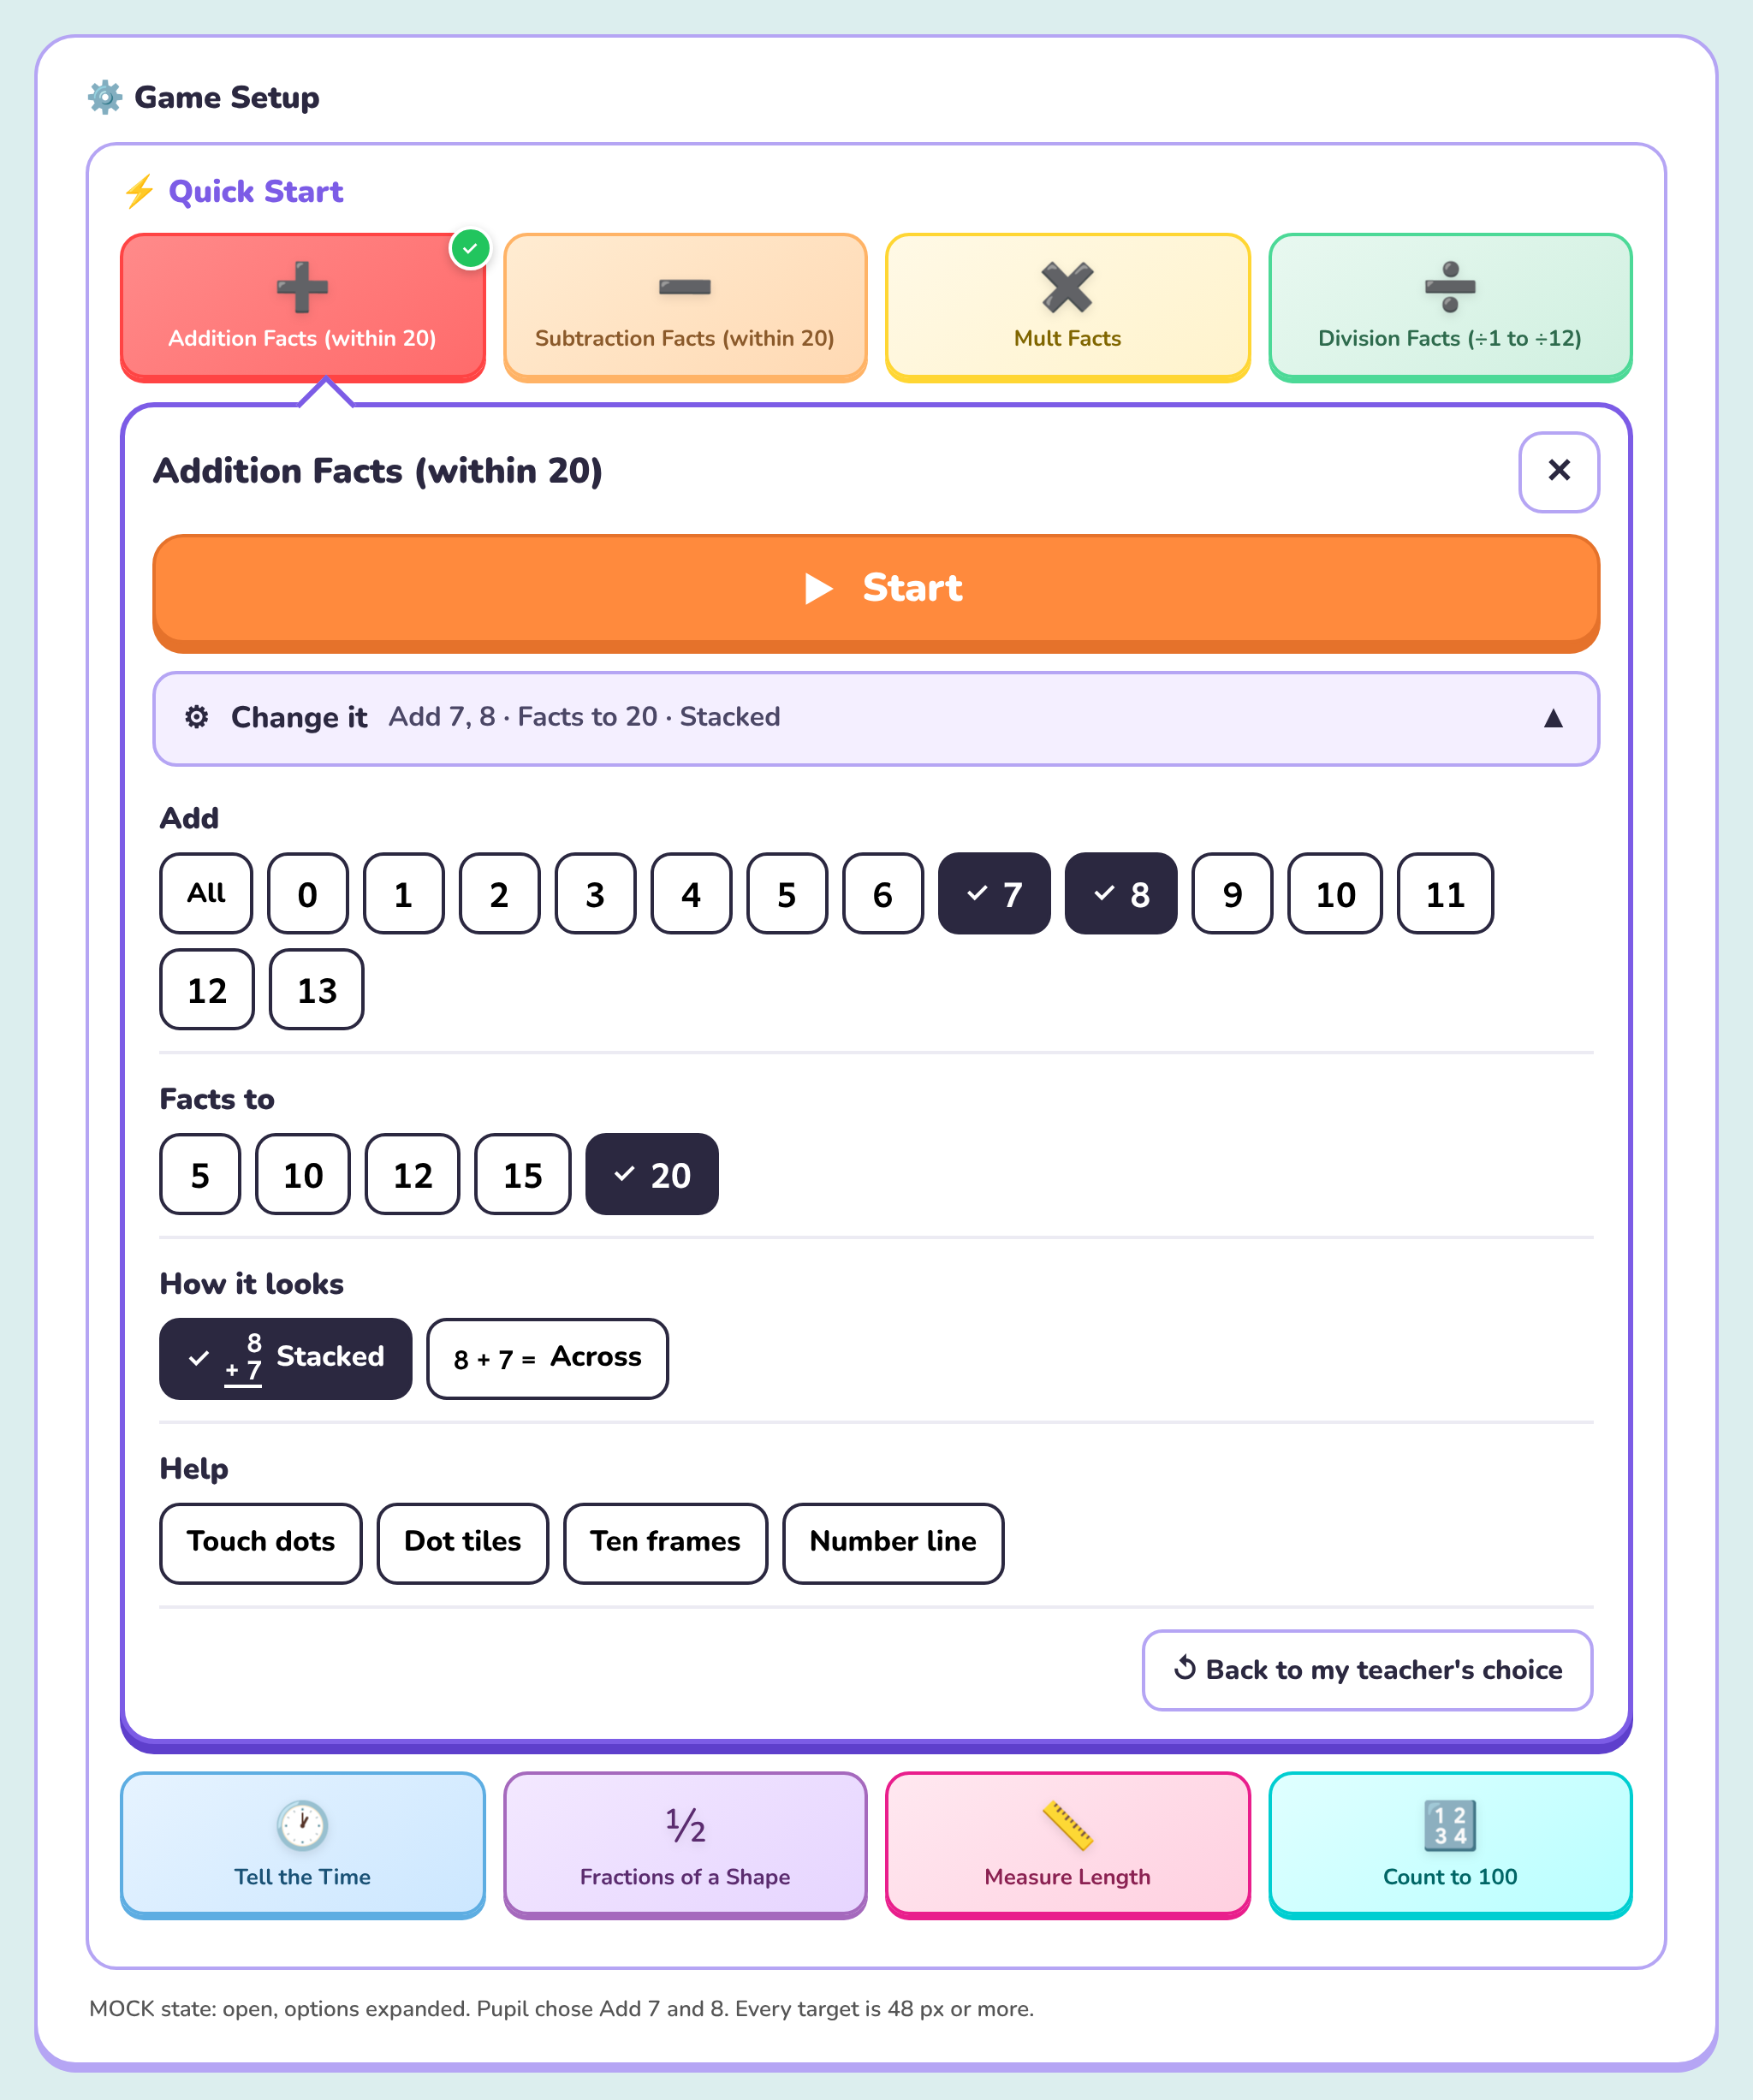 ⚙️ Game Setup
⚡ Quick Start
➕
Addition Facts (within 20)
➖
Subtraction Facts (within 20)
✖
Mult Facts
➗
Division Facts (÷1 to ÷12)
Addition Facts (within 20) ✕
▶ Start
⚙ Change it Add 7, 8 · Facts to 20 · Stacked ▲
Add
All 0 1 2 3 4 5 6 ✓ 7 ✓ 8 9 10 11
12 13
Facts to
5 10 12 15 ✓ 20
How it looks
✓ 8
+ 7 Stacked
8 + 7 = Across
Help
Touch dots Dot tiles Ten frames Number line
↺ Back to my teacher's choice
Tell the Time
½
Fractions of a Shape
Measure Length
1 2
3 4
Count to 100
MOCK state: open, options expanded. Pupil chose Add 7 and 8. Every target is 48 px or more.